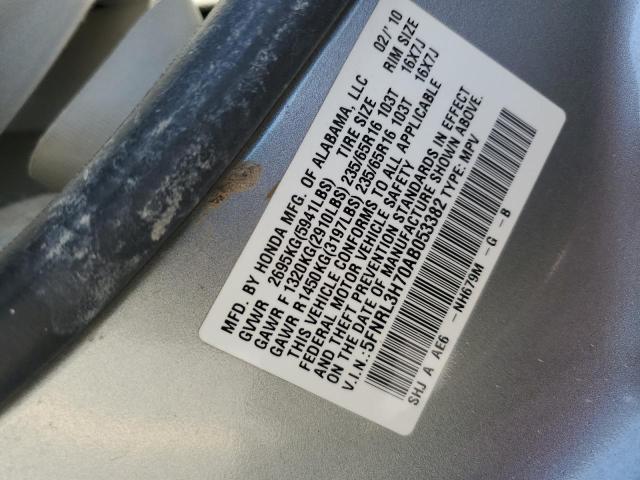 MFD. BY HONDA MFG. OF ALABAMA, LLC 02/'10
GVWR 2695KG(5941LBS) TIRE SIZE RIM SIZE
GAWR F 1320KG(2910LBS) 235/65R16 103T 16X7J
GAWR R1450KG(3197LBS) 235/65R16 103T 16X7J
THIS VEHICLE CONFORMS TO ALL APPLICABLE
FEDERAL MOTOR VEHICLE SAFETY
AND THEFT PREVENTION STANDARDS IN EFFECT
ON THE DATE OF MANUFACTURE SHOWN ABOVE.
V.I.N.:5FNRL3H70AB053382 TYPE: MPV
SHJ A AE6 -NH679M - G - B